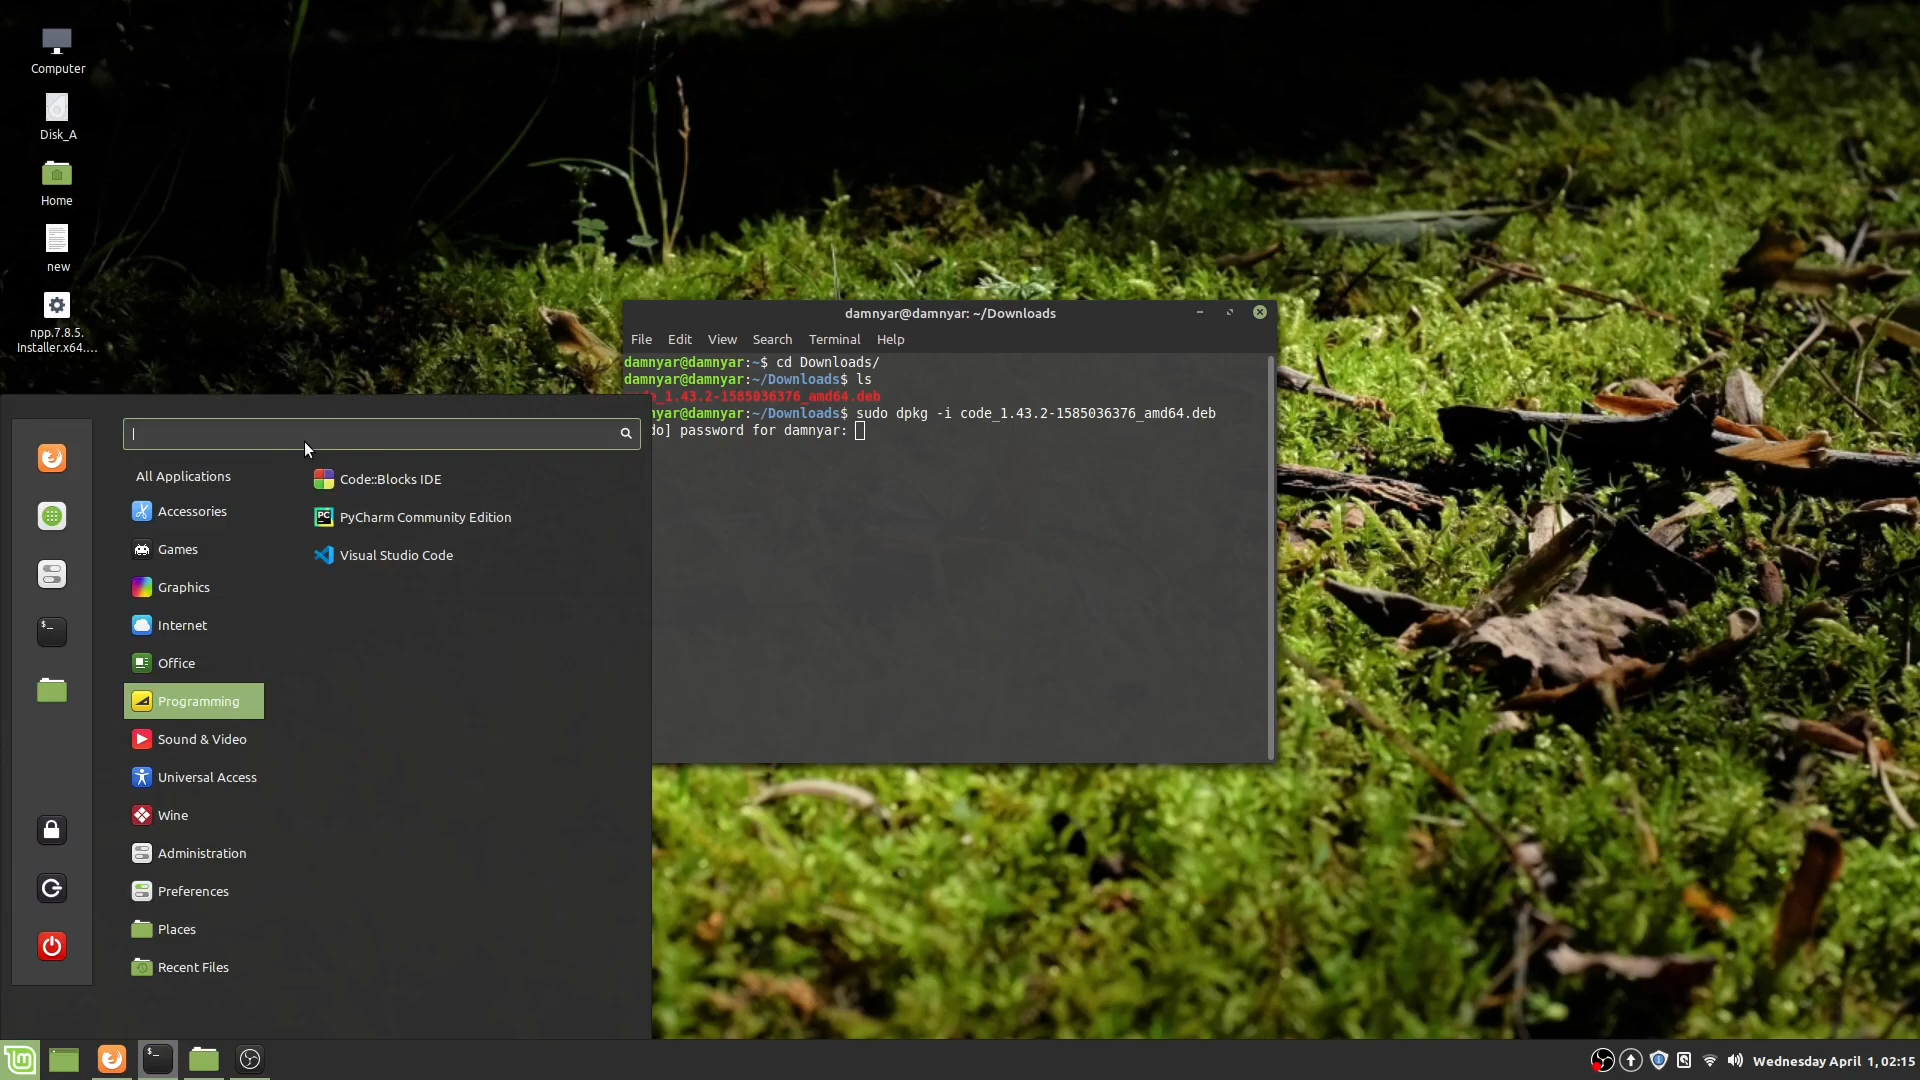 Computer
Disk_A
Home
new
npp.7.8.5.
Installer.x64....
damnyar@damnyar: ~/Downloads
File Edit View Search Terminal Help
damnyar@damnyar:~$ cd Downloads/
damnyar@damnyar:~/Downloads$ ls
_1.43.2-1585036376_amd64.deb
nyar@damnyar:~/Downloads$ sudo dpkg -i code_1.43.2-1585036376_amd64.deb
do] password for damnyar:
All Applications
Accessories
Games
Graphics
Internet
Office
Programming
Sound & Video
Universal Access
Wine
Administration
Preferences
Places
Recent Files
Code::Blocks IDE
PyCharm Community Edition
Visual Studio Code
Wednesday April 1, 02:15